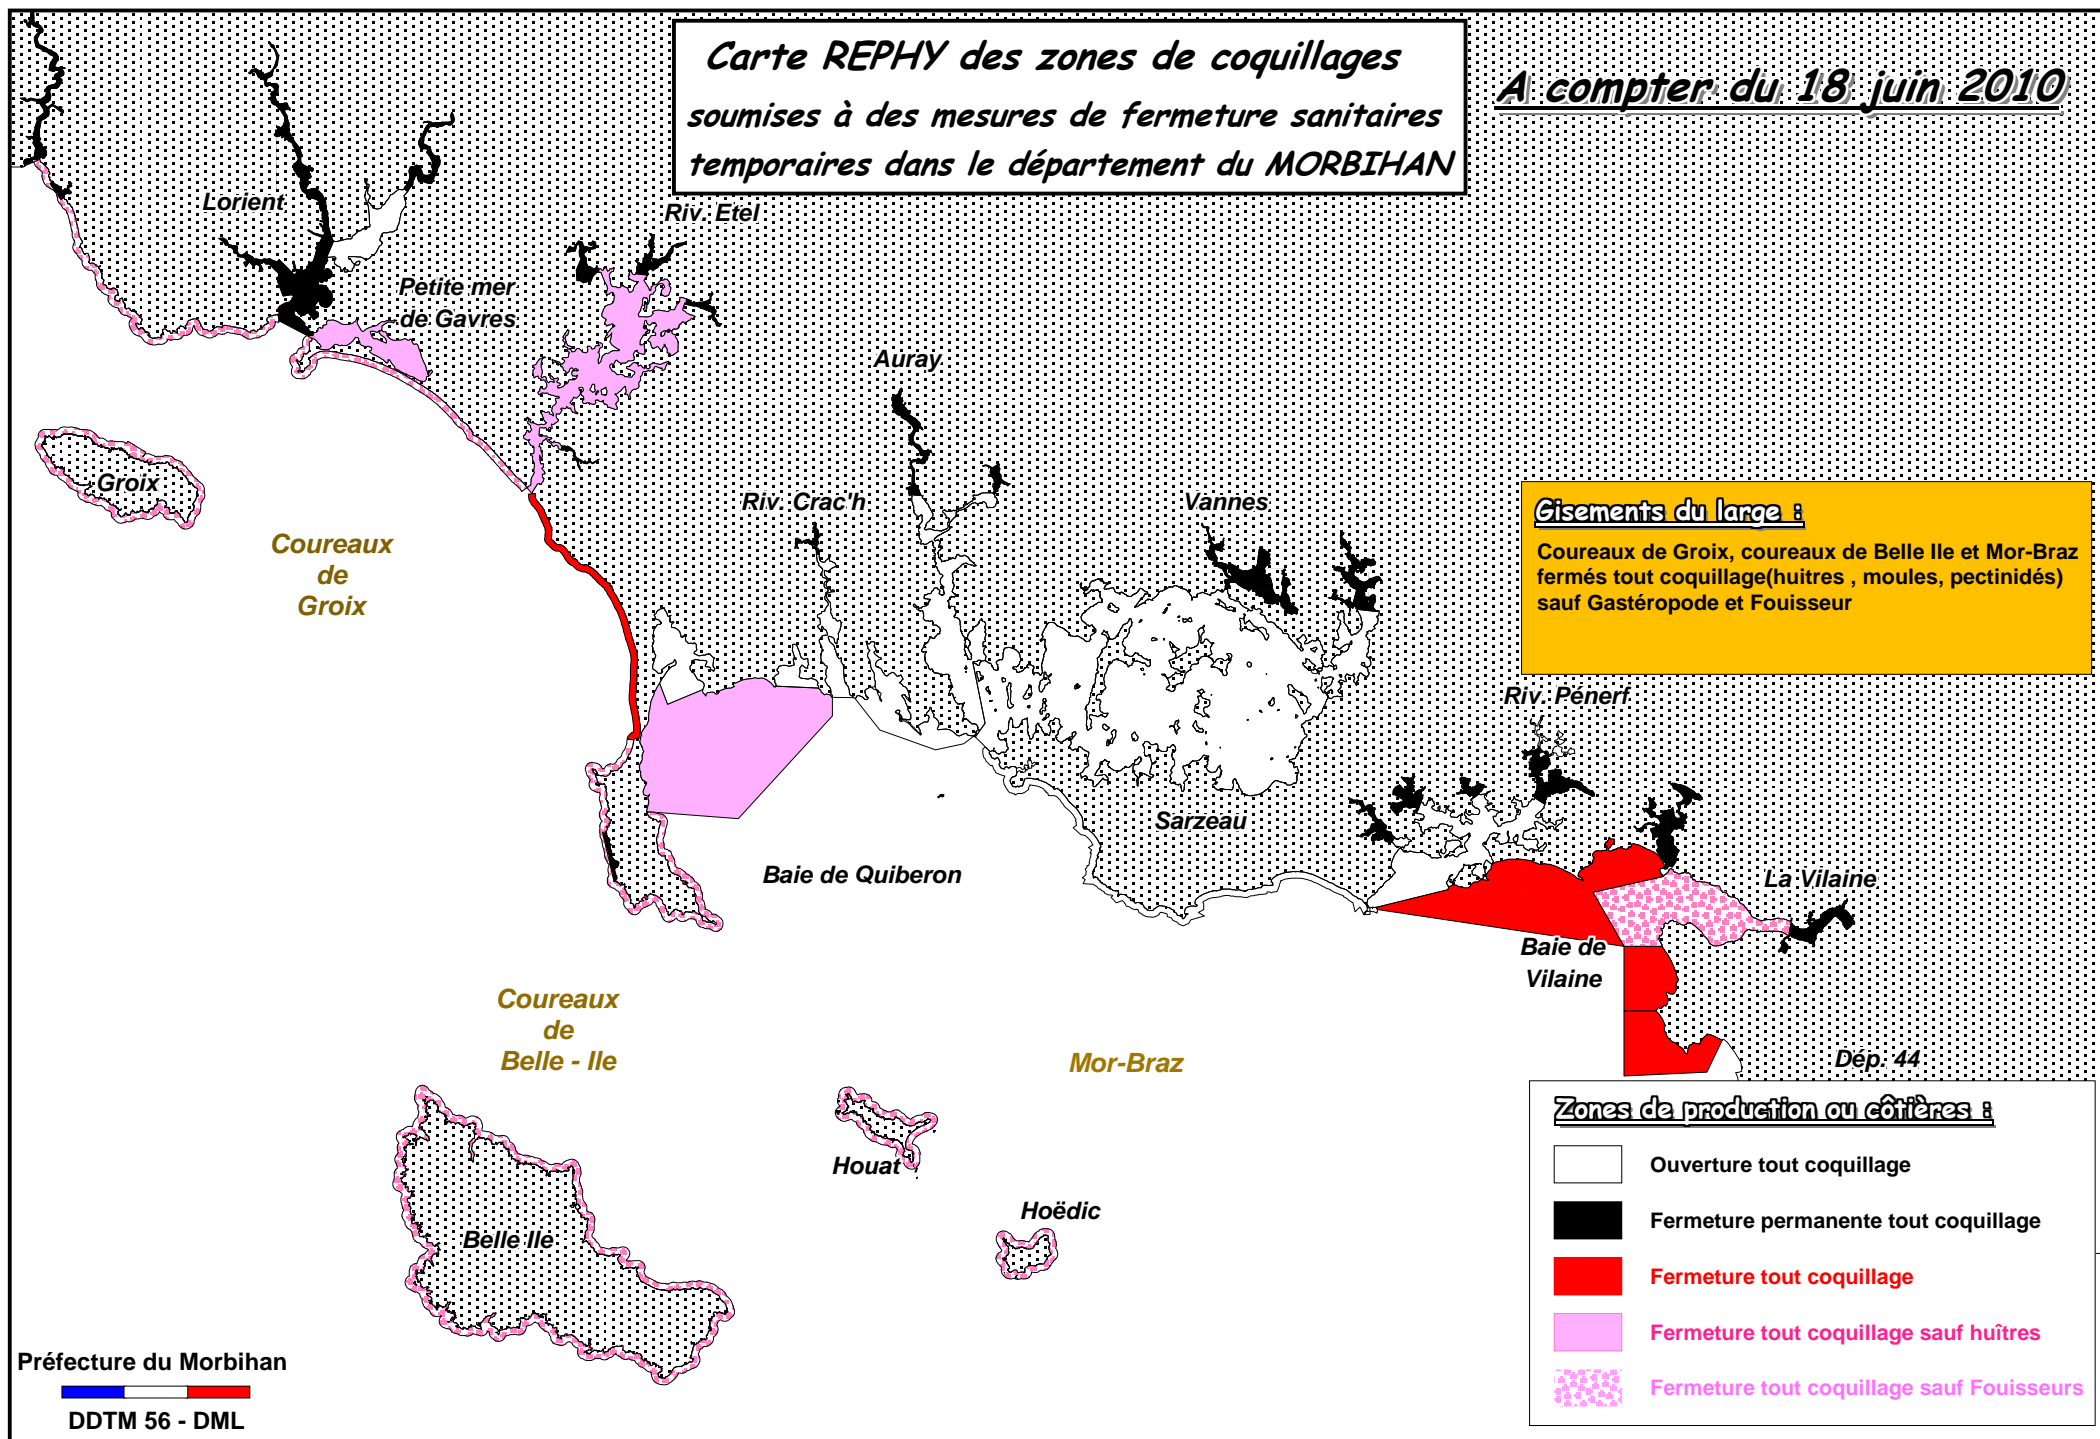 Carte REPHY des zones de coquillages
soumises à des mesures de fermeture sanitaires
temporaires dans le département du MORBIHAN
A compter du 18 juin 2010
Lorient
Riv. Etel
Petite mer
de Gavres
Auray
Groix
Riv. Crac'h
Vannes
Gisements du large :
Coureaux de Groix, coureaux de Belle Ile et Mor-Braz
fermés tout coquillage(huitres , moules, pectinidés)
sauf Gastéropode et Fouisseur
Coureaux
de
Groix
Riv. Pénerf
Sarzeau
Baie de Quiberon
La Vilaine
Baie de
Vilaine
Coureaux
de
Belle - Ile
Mor-Braz
Dép. 44
Houat
Hoëdic
Belle Ile
Zones de production ou côtières :
Ouverture tout coquillage
Fermeture permanente tout coquillage
Fermeture tout coquillage
Fermeture tout coquillage sauf huîtres
Fermeture tout coquillage sauf Fouisseurs
Préfecture du Morbihan
DDTM 56 - DML